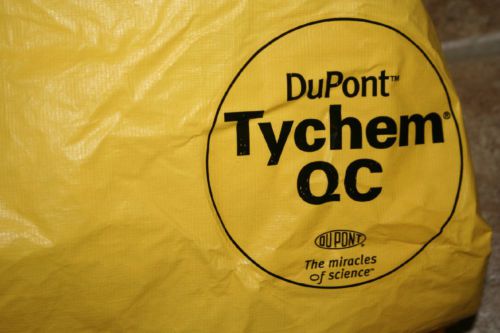 DuPont™
Tychem®
QC
DUPONT®
The miracles
of science™